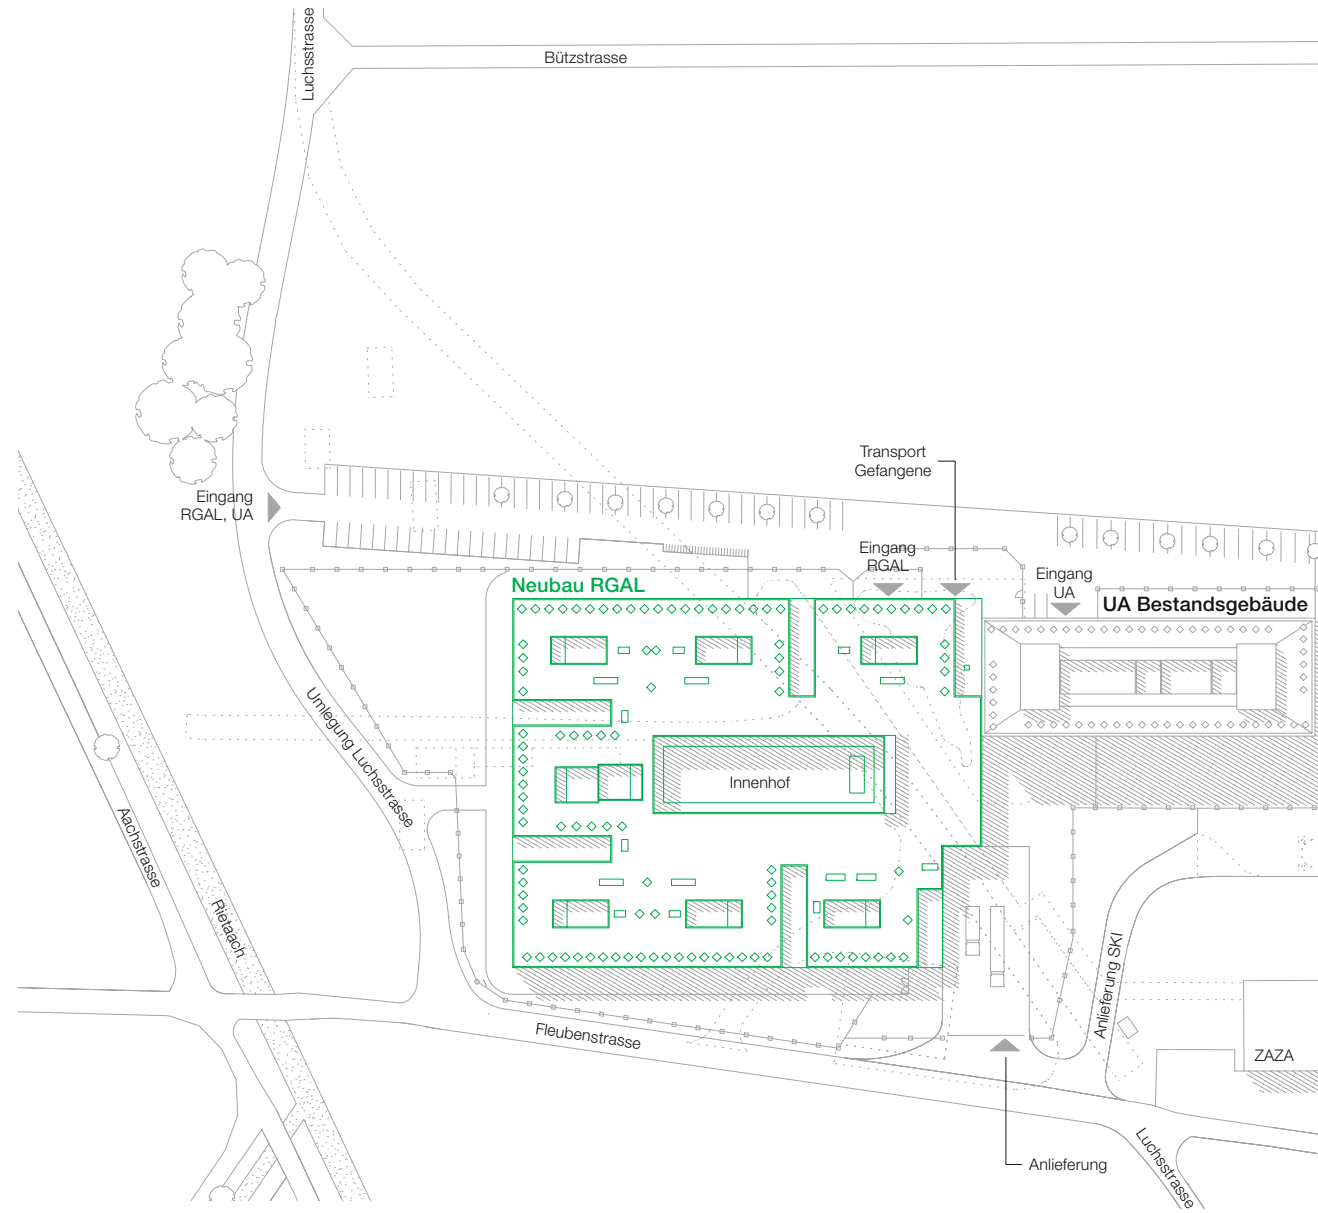 Luchsstrasse
Bützstrasse
Transport
Gefangene
Eingang
RGAL, UA
Eingang
RGAL
Eingang
UA
Neubau RGAL
UA Bestandsgebäude
Umlegung Luchsstrasse
Innenhof
Aachstrasse
Rietaach
Anlieferung SKI
Fleubenstrasse
ZAZA
Anlieferung
Luchsstrasse